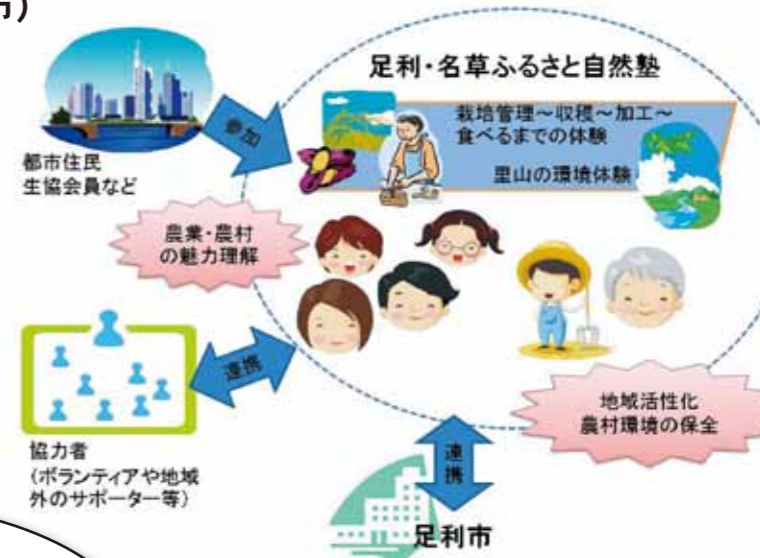 市)
足利・名草ふるさと自然塾
栽培管理～収穫～加工～
食べるまでの体験
里山の環境体験
参加
都市住民
生協会員など
農業・農村
の魅力理解
連携
地域活性化
農村環境の保全
協力者
(ボランティアや地域
外のサポーター等)
連
携
足利市